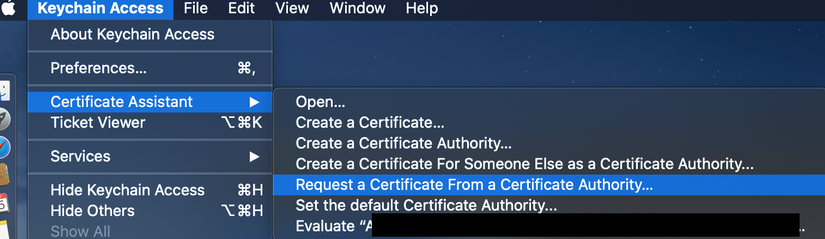 Keychain Access File Edit View Window Help
About Keychain Access
Preferences... ⌘,
Certificate Assistant ▶
Ticket Viewer ⌥⌘K
Services ▶
Hide Keychain Access ⌘H
Hide Others ⌥⌘H
Show All
Open...
Create a Certificate...
Create a Certificate Authority...
Create a Certificate For Someone Else as a Certificate Authority...
Request a Certificate From a Certificate Authority...
Set the default Certificate Authority...
Evaluate “A